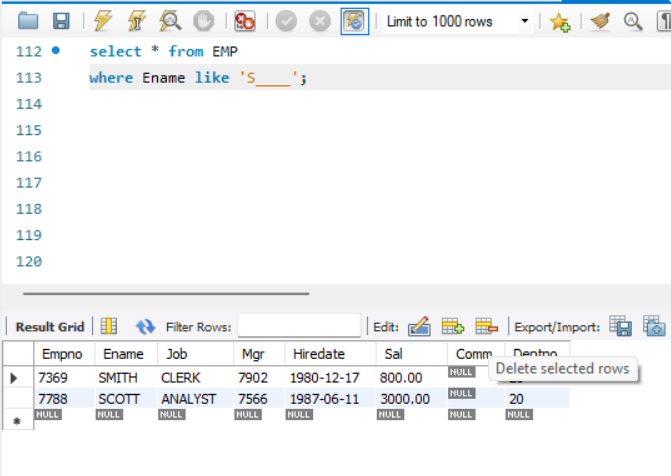 Limit to 1000 rows
112 select * from EMP
113 where Ename like 'S____';
114
115
116
117
118
119
120
Result Grid Filter Rows: Edit: Export/Import:
Empno Ename Job Mgr Hiredate Sal Comm Deptno
7369 SMITH CLERK 7902 1980-12-17 800.00 NULL
Delete selected rows
7788 SCOTT ANALYST 7566 1987-06-11 3000.00 NULL 20
NULL NULL NULL NULL NULL NULL NULL NULL